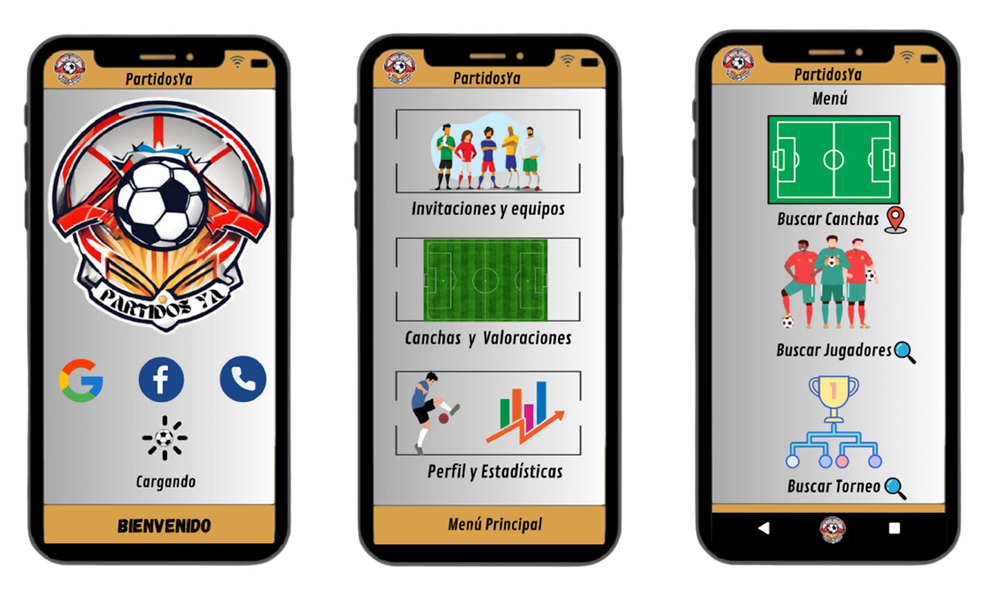 PartidosYa
PARTIDOS YA
Cargando
BIENVENIDO
PartidosYa
Invitaciones y equipos
Canchas y Valoraciones
Perfil y Estadísticas
Menú Principal
PartidosYa
Menú
Buscar Canchas
Buscar Jugadores
1
Buscar Torneo